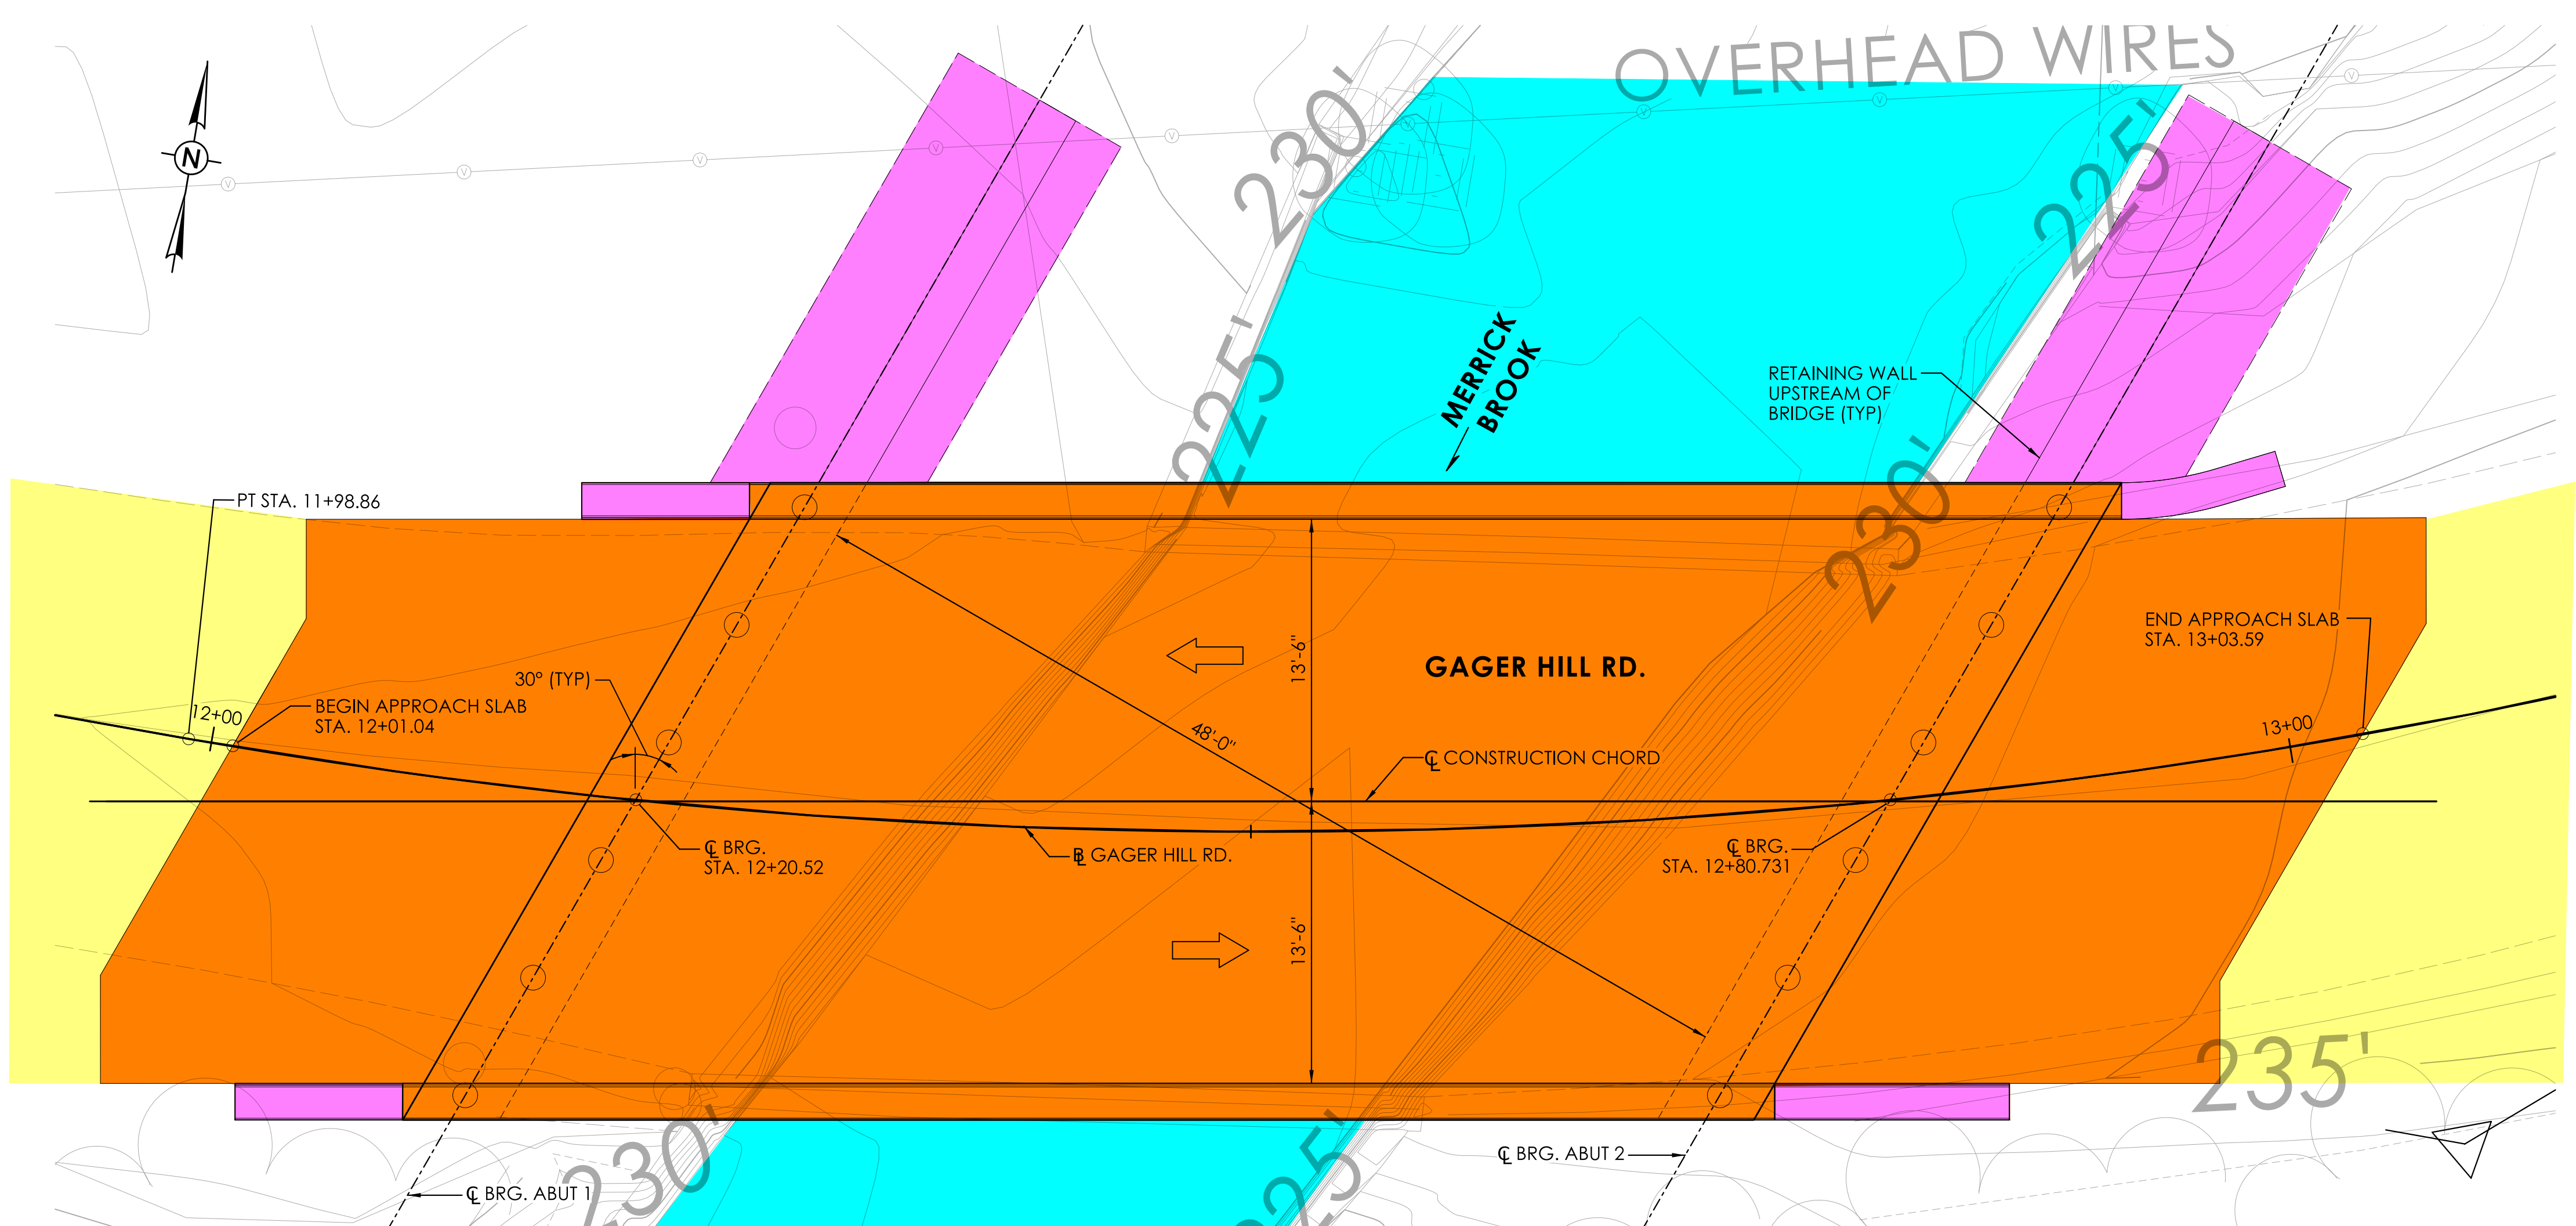 OVERHEAD WIRES
230'
225'
N
MERRICK
BROOK
225'
RETAINING WALL
UPSTREAM OF
BRIDGE (TYP)
PT STA. 11+98.86
230'
13'-6"
GAGER HILL RD.
END APPROACH SLAB
STA. 13+03.59
30° (TYP)
12+00
BEGIN APPROACH SLAB
STA. 12+01.04
48'-0"
13+00
℄ CONSTRUCTION CHORD
℄ BRG.
STA. 12+20.52
BL GAGER HILL RD.
℄ BRG.
STA. 12+80.731
13'-6"
235'
230'
225'
℄ BRG. ABUT 2
℄ BRG. ABUT 1